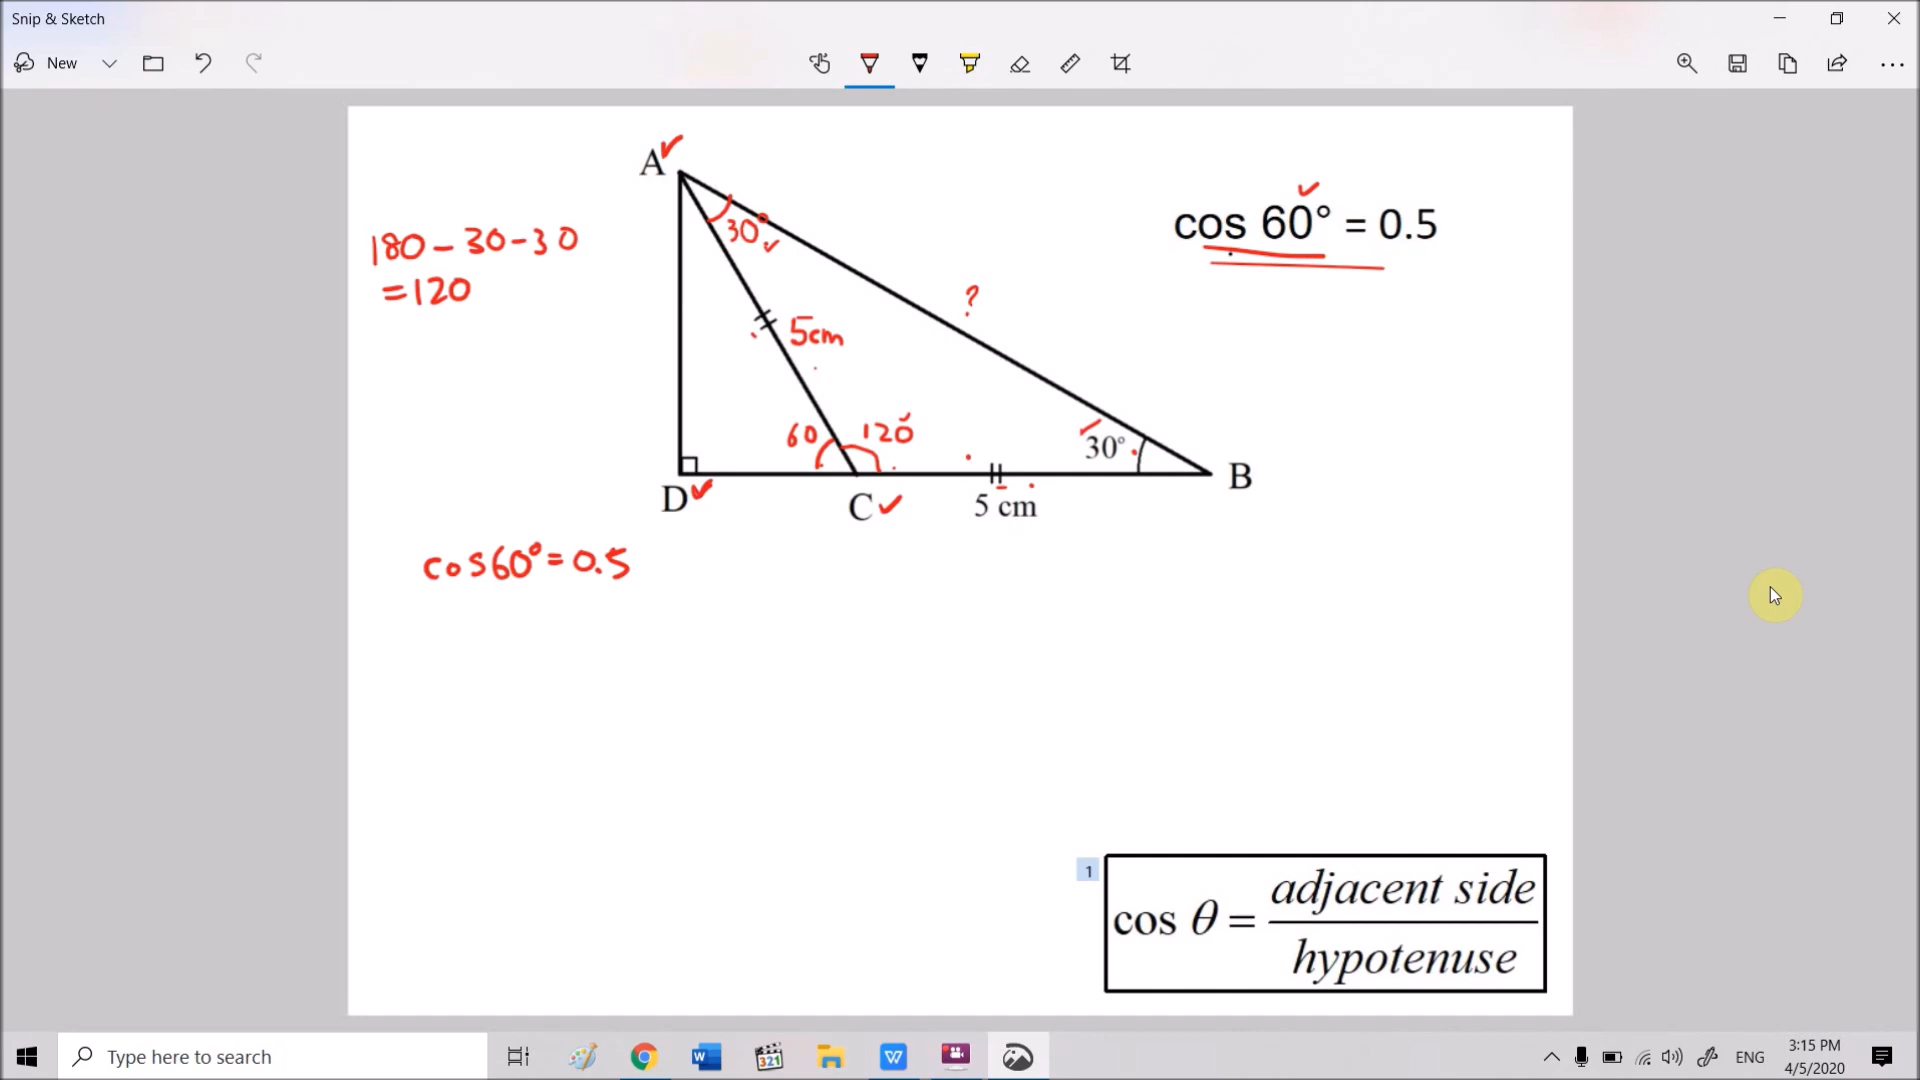 Snip & Sketch
New
A
30°
180 - 30 - 30
= 120
cos 60° = 0.5
?
5cm
60
120
30°
D
C
5 cm
B
cos60° = 0.5
1
cos θ = adjacent side
hypotenuse
Type here to search
321
W
W
ENG
3:15 PM
4/5/2020